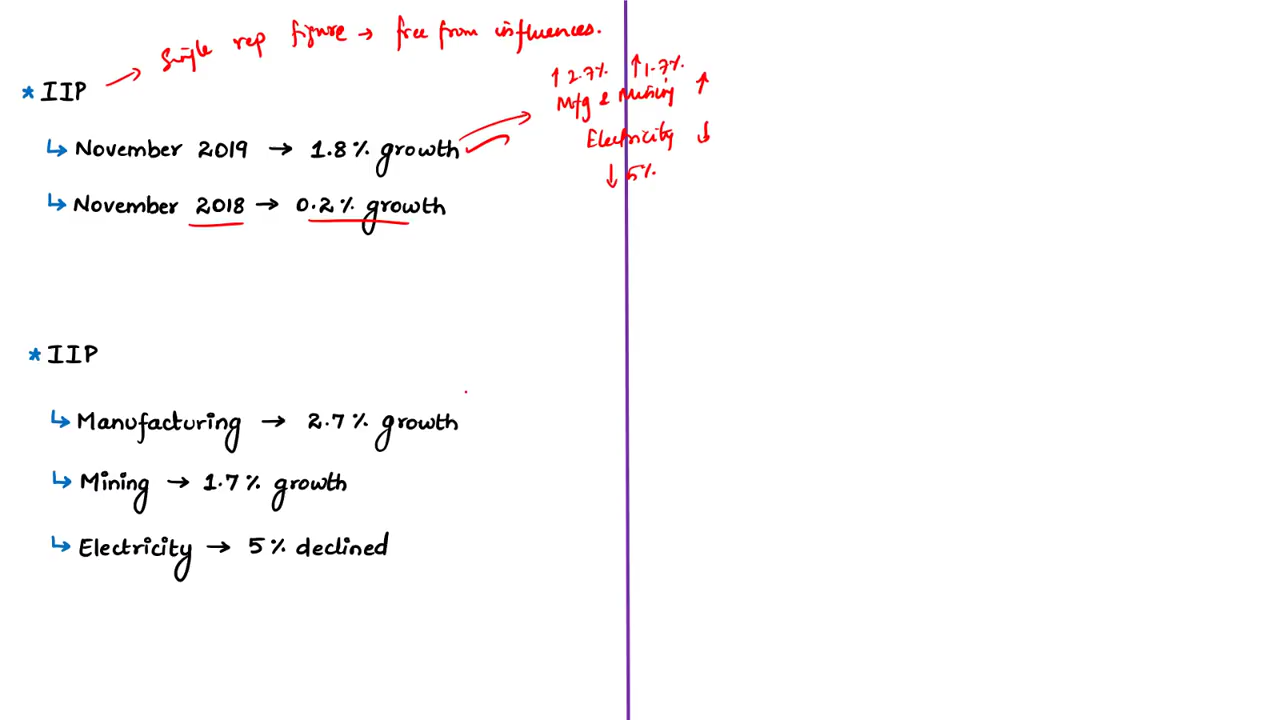 Single rep figure → free from influences.
* IIP →
↳ November 2019 → 1.8% growth
↳ November 2018 → 0.2% growth
↑ 2.7% ↑ 1.7%
Mfg & Mining ↑
Electricity ↓
↓ 5%
* IIP
↳ Manufacturing → 2.7% growth
↳ Mining → 1.7% growth
↳ Electricity → 5% declined